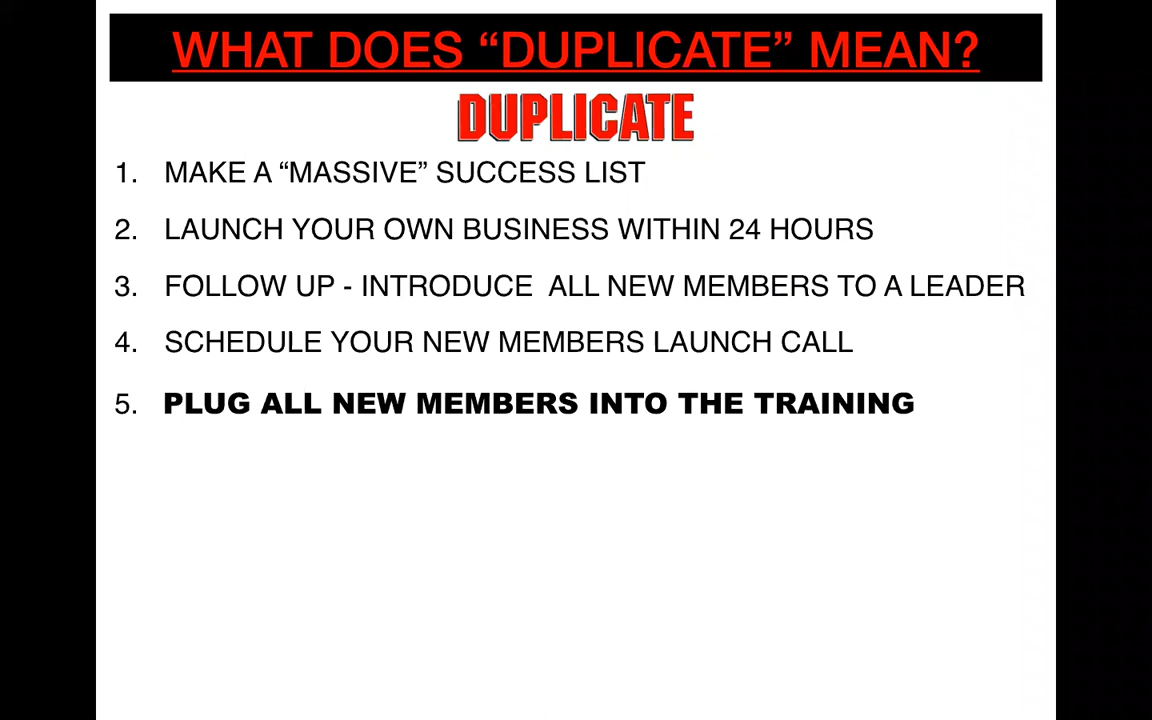 WHAT DOES “DUPLICATE” MEAN?
DUPLICATE
1. MAKE A “MASSIVE” SUCCESS LIST
2. LAUNCH YOUR OWN BUSINESS WITHIN 24 HOURS
3. FOLLOW UP - INTRODUCE  ALL NEW MEMBERS TO A LEADER
4. SCHEDULE YOUR NEW MEMBERS LAUNCH CALL
5. PLUG ALL NEW MEMBERS INTO THE TRAINING